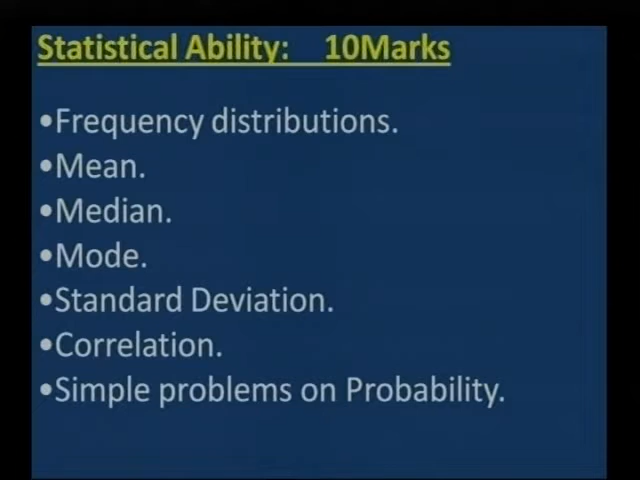 Statistical Ability: 10Marks
•Frequency distributions.
•Mean.
•Median.
•Mode.
•Standard Deviation.
•Correlation.
•Simple problems on Probability.